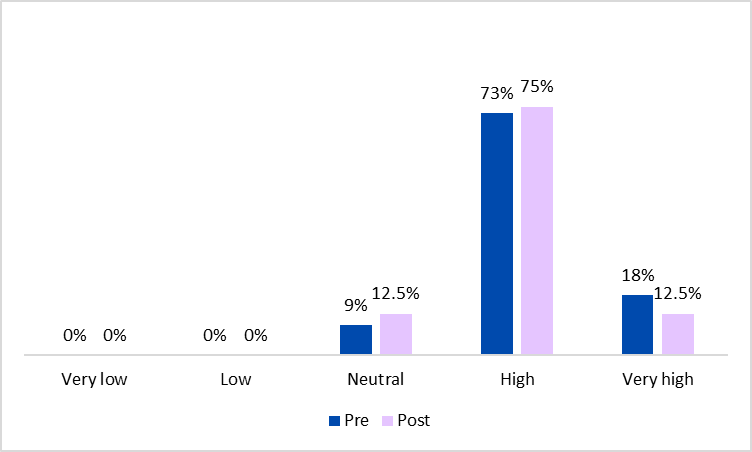 75%
73%
18%
12.5% 12.5%
9%
0% 0% 0% 0%
Very low Low Neutral High Very high
Pre Post